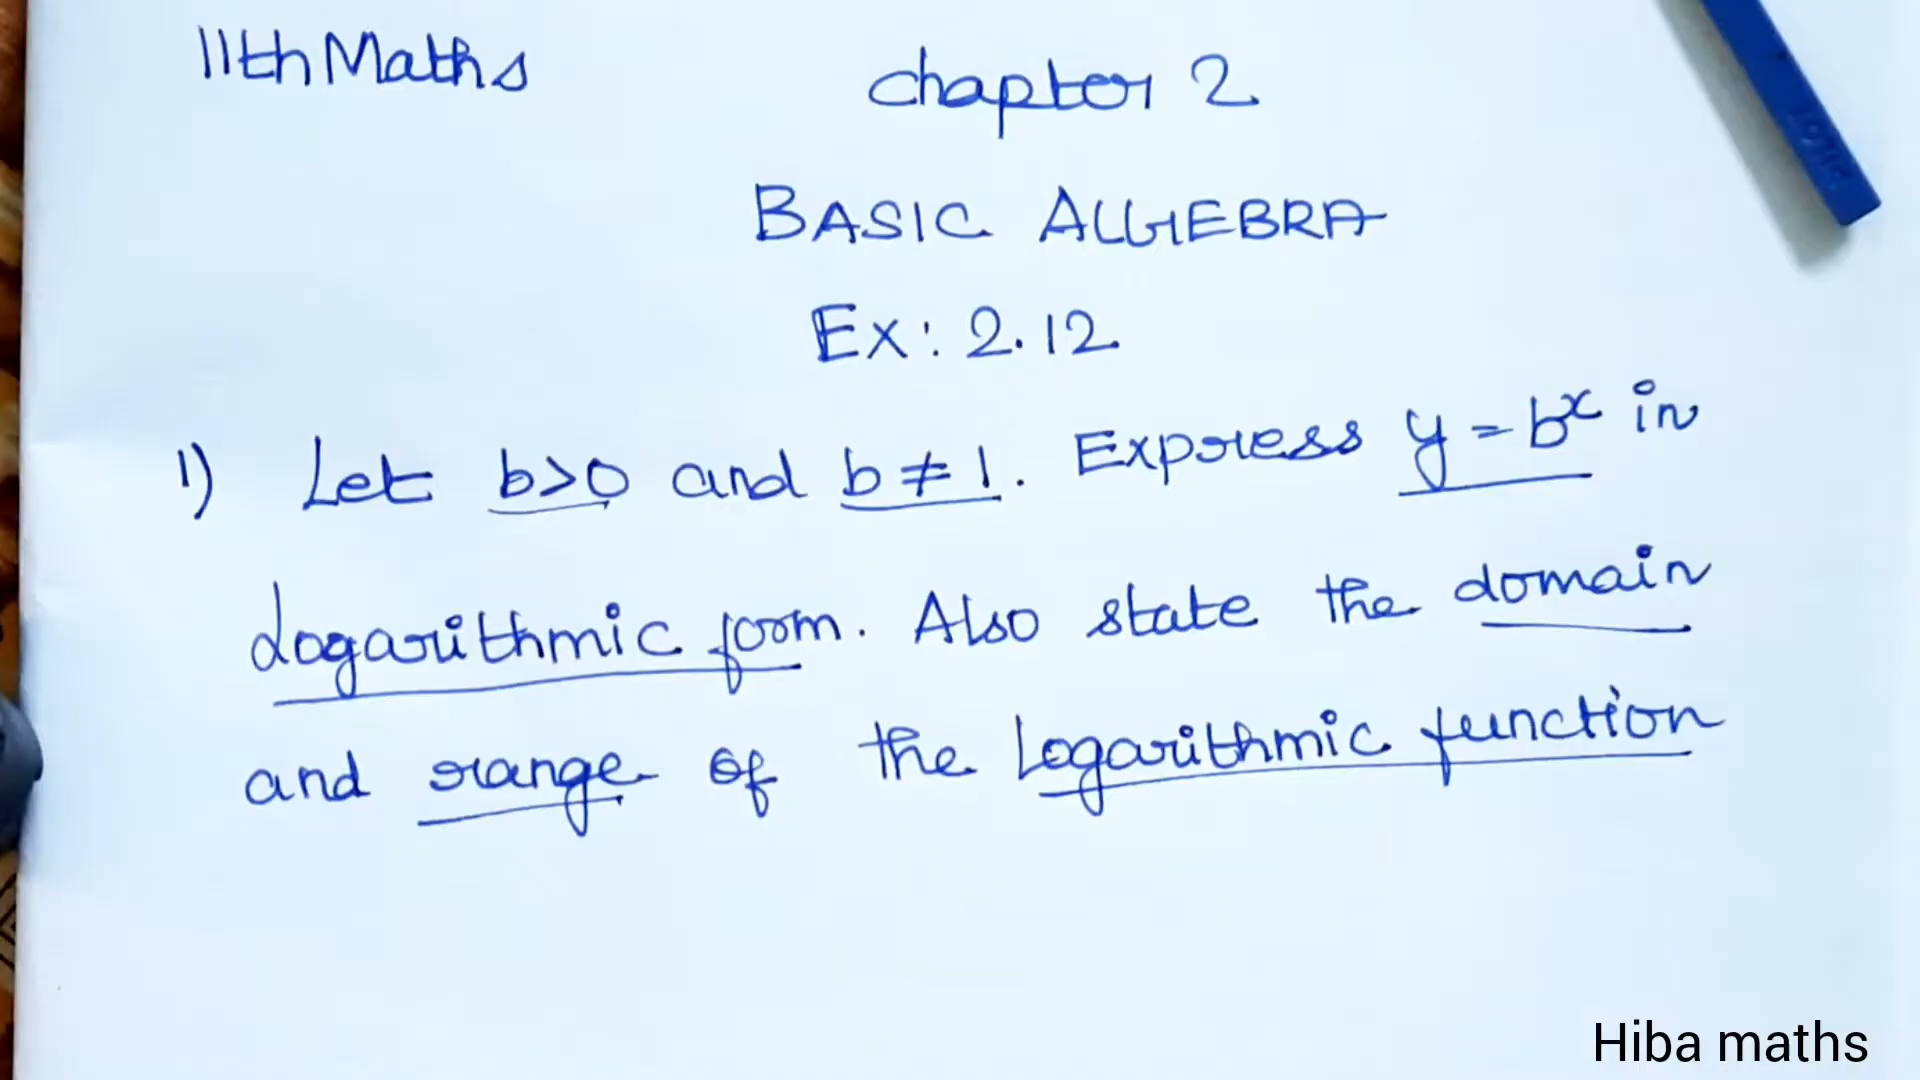 11th Maths
chapter 2
BASIC ALGEBRA
Ex: 2.12
1) Let b>0 and b≠1. Express y=bˣ in
Logarithmic form. Also state the domain
and range of the Logarithmic function
Hiba maths